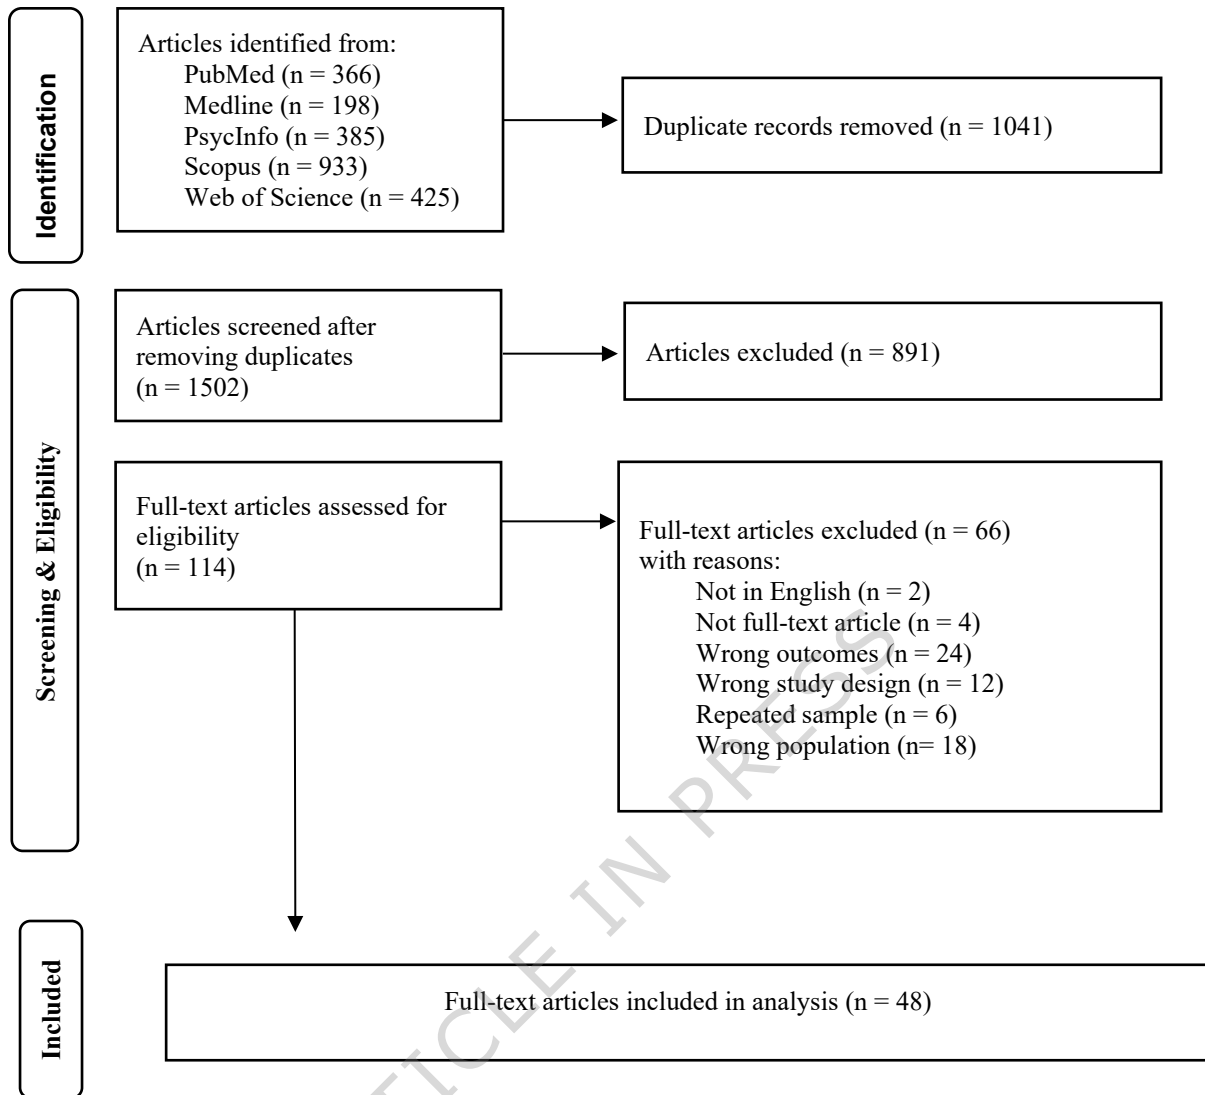 Identification
Articles identified from:
PubMed (n = 366)
Medline (n = 198)
PsycInfo (n = 385)
Scopus (n = 933)
Web of Science (n = 425)
Duplicate records removed (n = 1041)
Screening & Eligibility
Articles screened after
removing duplicates
(n = 1502)
Articles excluded (n = 891)
Full-text articles assessed for
eligibility
(n = 114)
Full-text articles excluded (n = 66)
with reasons:
Not in English (n = 2)
Not full-text article (n = 4)
Wrong outcomes (n = 24)
Wrong study design (n = 12)
Repeated sample (n = 6)
Wrong population (n= 18)
Included
Full-text articles included in analysis (n = 48)
TICLE IN PRESS